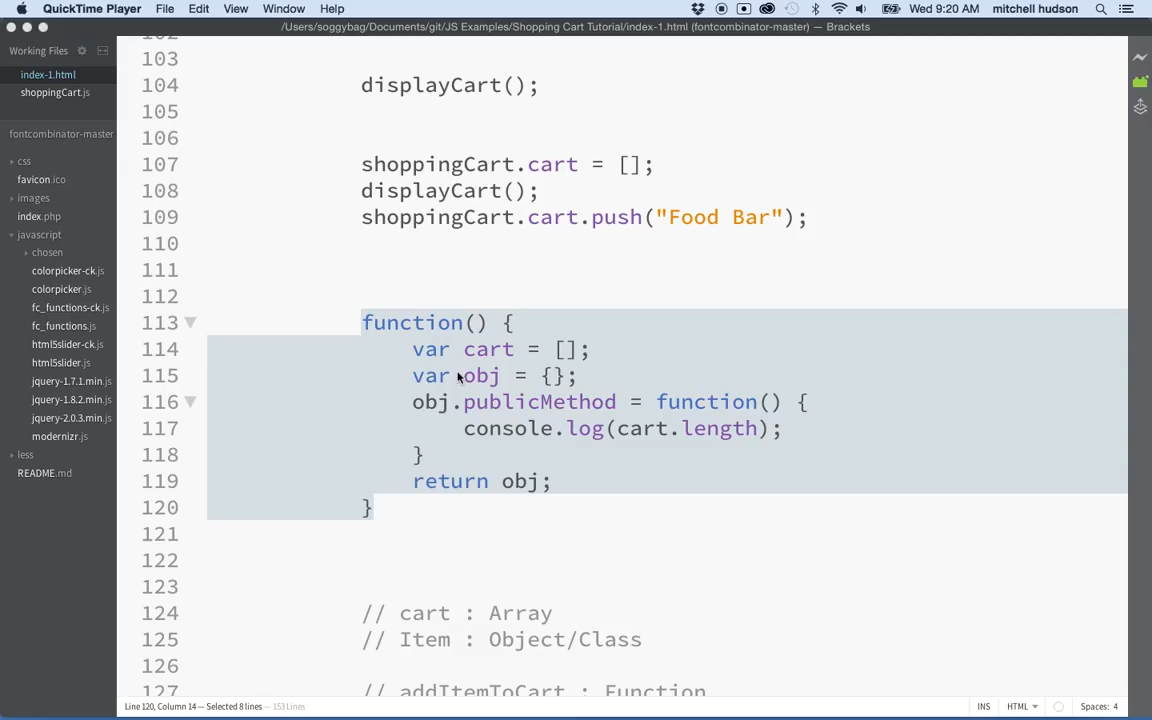 QuickTime Player File Edit View Window Help Wed 9:20 AM mitchell hudson
/Users/soggybag/Documents/git/JS Examples/Shopping Cart Tutorial/index-1.html (fontcombinator-master) — Brackets
Working Files
index-1.html
shoppingCart.js
fontcombinator-master
css
favicon.ico
images
index.php
javascript
chosen
colorpicker-ck.js
colorpicker.js
fc_functions-ck.js
fc_functions.js
html5slider-ck.js
html5slider.js
jquery-1.7.1.min.js
jquery-1.8.2.min.js
jquery-2.0.3.min.js
modernizr.js
less
README.md
103
104 displayCart();
105
106
107 shoppingCart.cart = [];
108 displayCart();
109 shoppingCart.cart.push("Food Bar");
110
111
112
113 function() {
114 var cart = [];
115 var obj = {};
116 obj.publicMethod = function() {
117 console.log(cart.length);
118 }
119 return obj;
120 }
121
122
123
124 // cart : Array
125 // Item : Object/Class
126
127 // addItemToCart : Function
Line 120, Column 14 — Selected 8 lines — 153 Lines INS HTML Spaces: 4